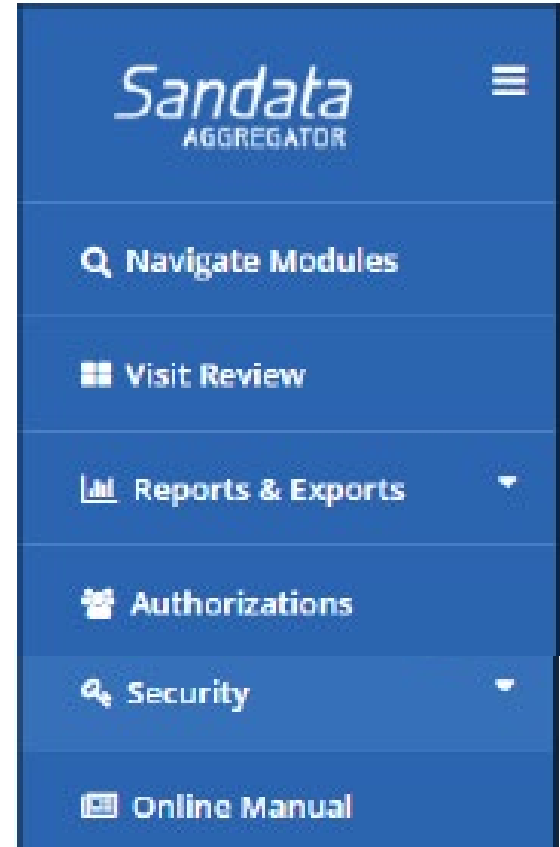 Sandata
AGGREGATOR
Navigate Modules
Visit Review
Reports & Exports
Authorizations
Security
Online Manual